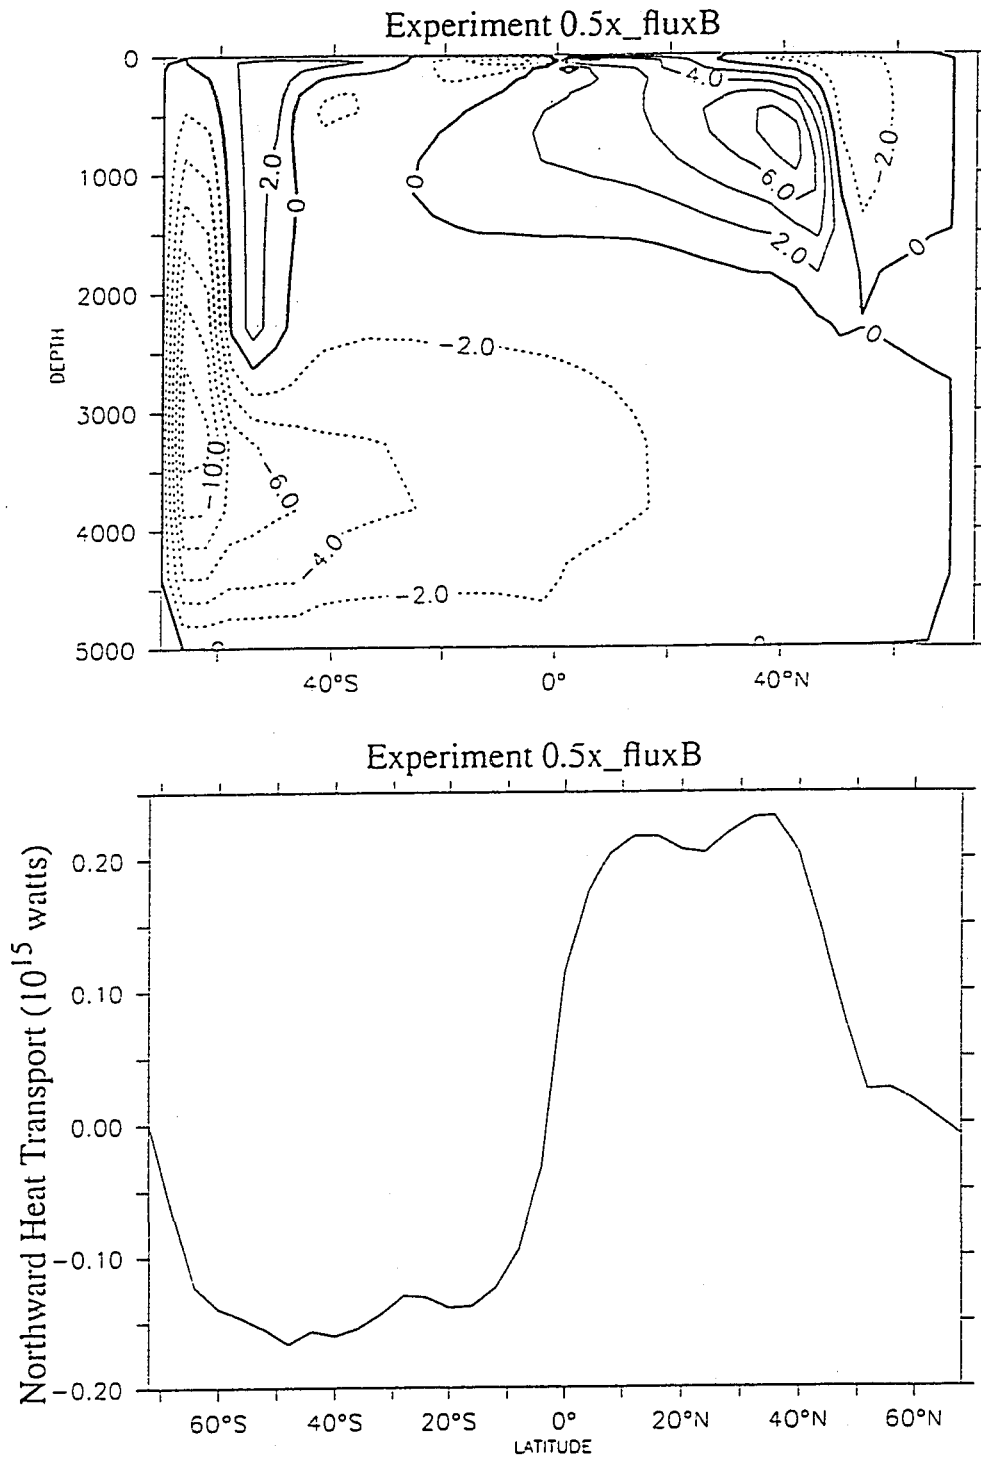 Experiment 0.5x_fluxB
0
1000
2000
3000
4000
5000
DEPTH
4.0
-2.0
2.0
0
0
6.0
2.0
0
0
-2.0
-10.0
-6.0
-4.0
-2.0
0
0
40°S
0°
40°N
Experiment 0.5x_fluxB
Northward Heat Transport (10^15 watts)
0.20
0.10
0.00
-0.10
-0.20
60°S
40°S
20°S
0°
20°N
40°N
60°N
LATITUDE